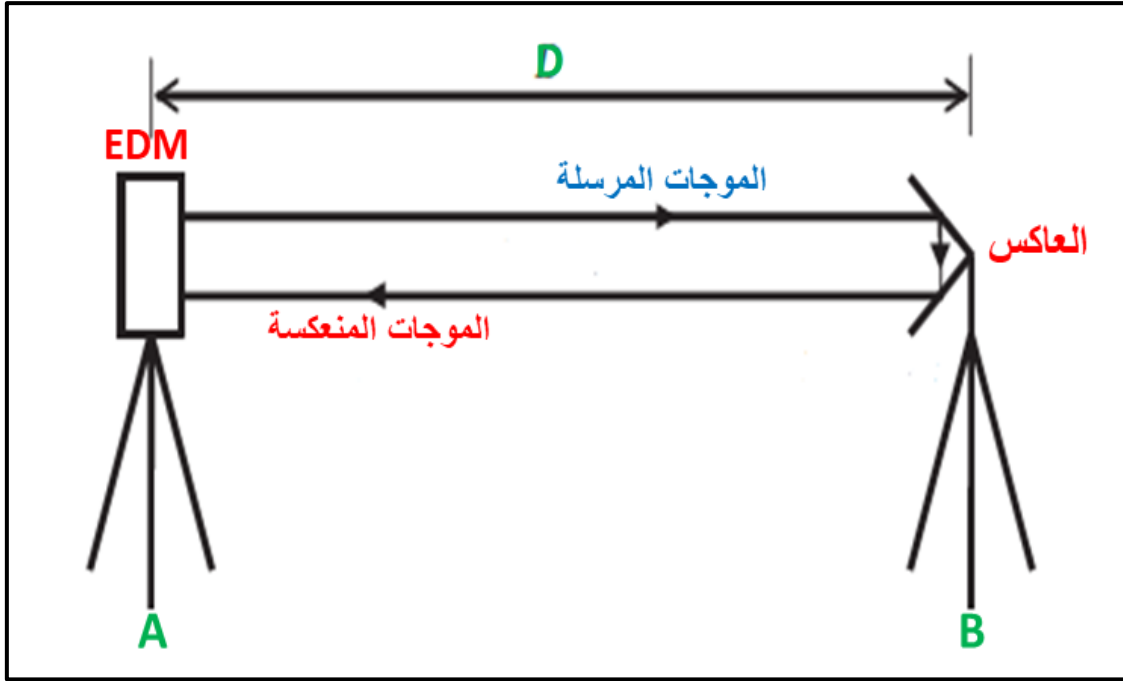 D
EDM
الموجات المرسلة
العاكس
الموجات المنعكسة
A
B